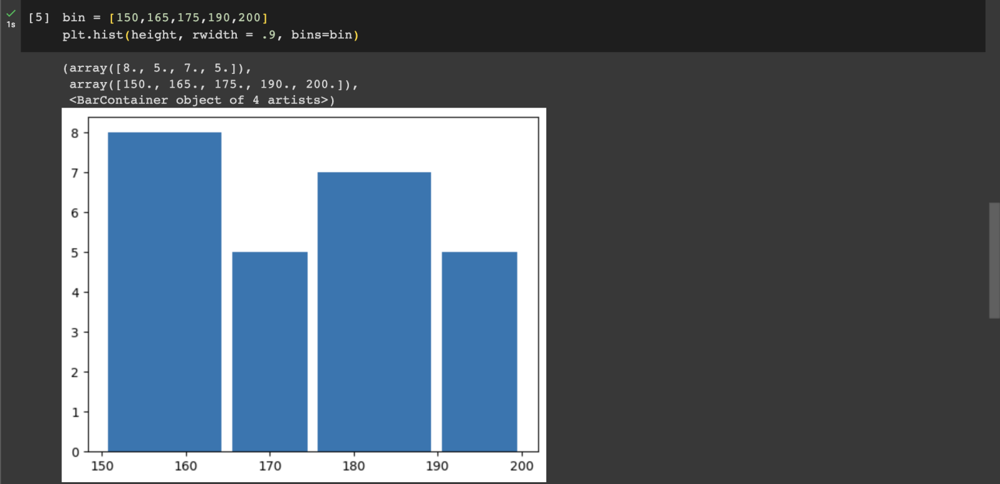 [5] bin = [150,165,175,190,200]
1s
plt.hist(height, rwidth = .9, bins=bin)
(array([8., 5., 7., 5.]),
array([150., 165., 175., 190., 200.]),
<BarContainer object of 4 artists>)
8
7
6
5
4
3
2
1
0
150 160 170 180 190 200